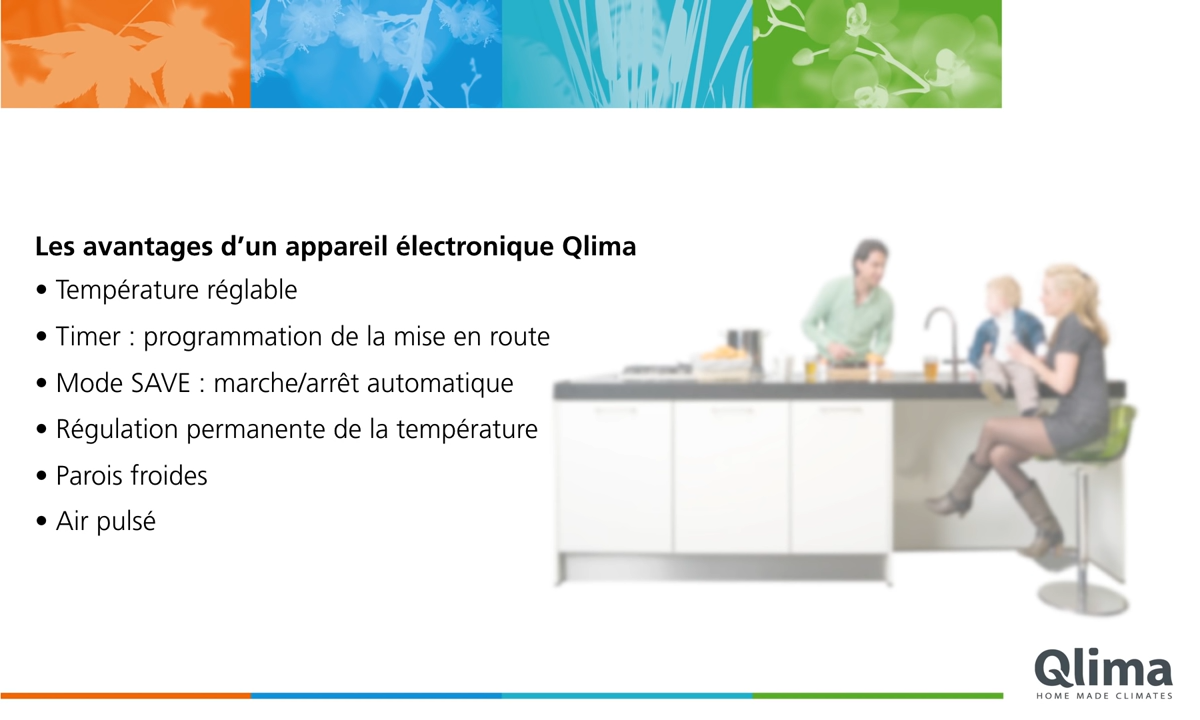 Les avantages d’un appareil électronique Qlima
• Température réglable
• Timer : programmation de la mise en route
• Mode SAVE : marche/arrêt automatique
• Régulation permanente de la température
• Parois froides
• Air pulsé
Qlima
HOME MADE CLIMATES